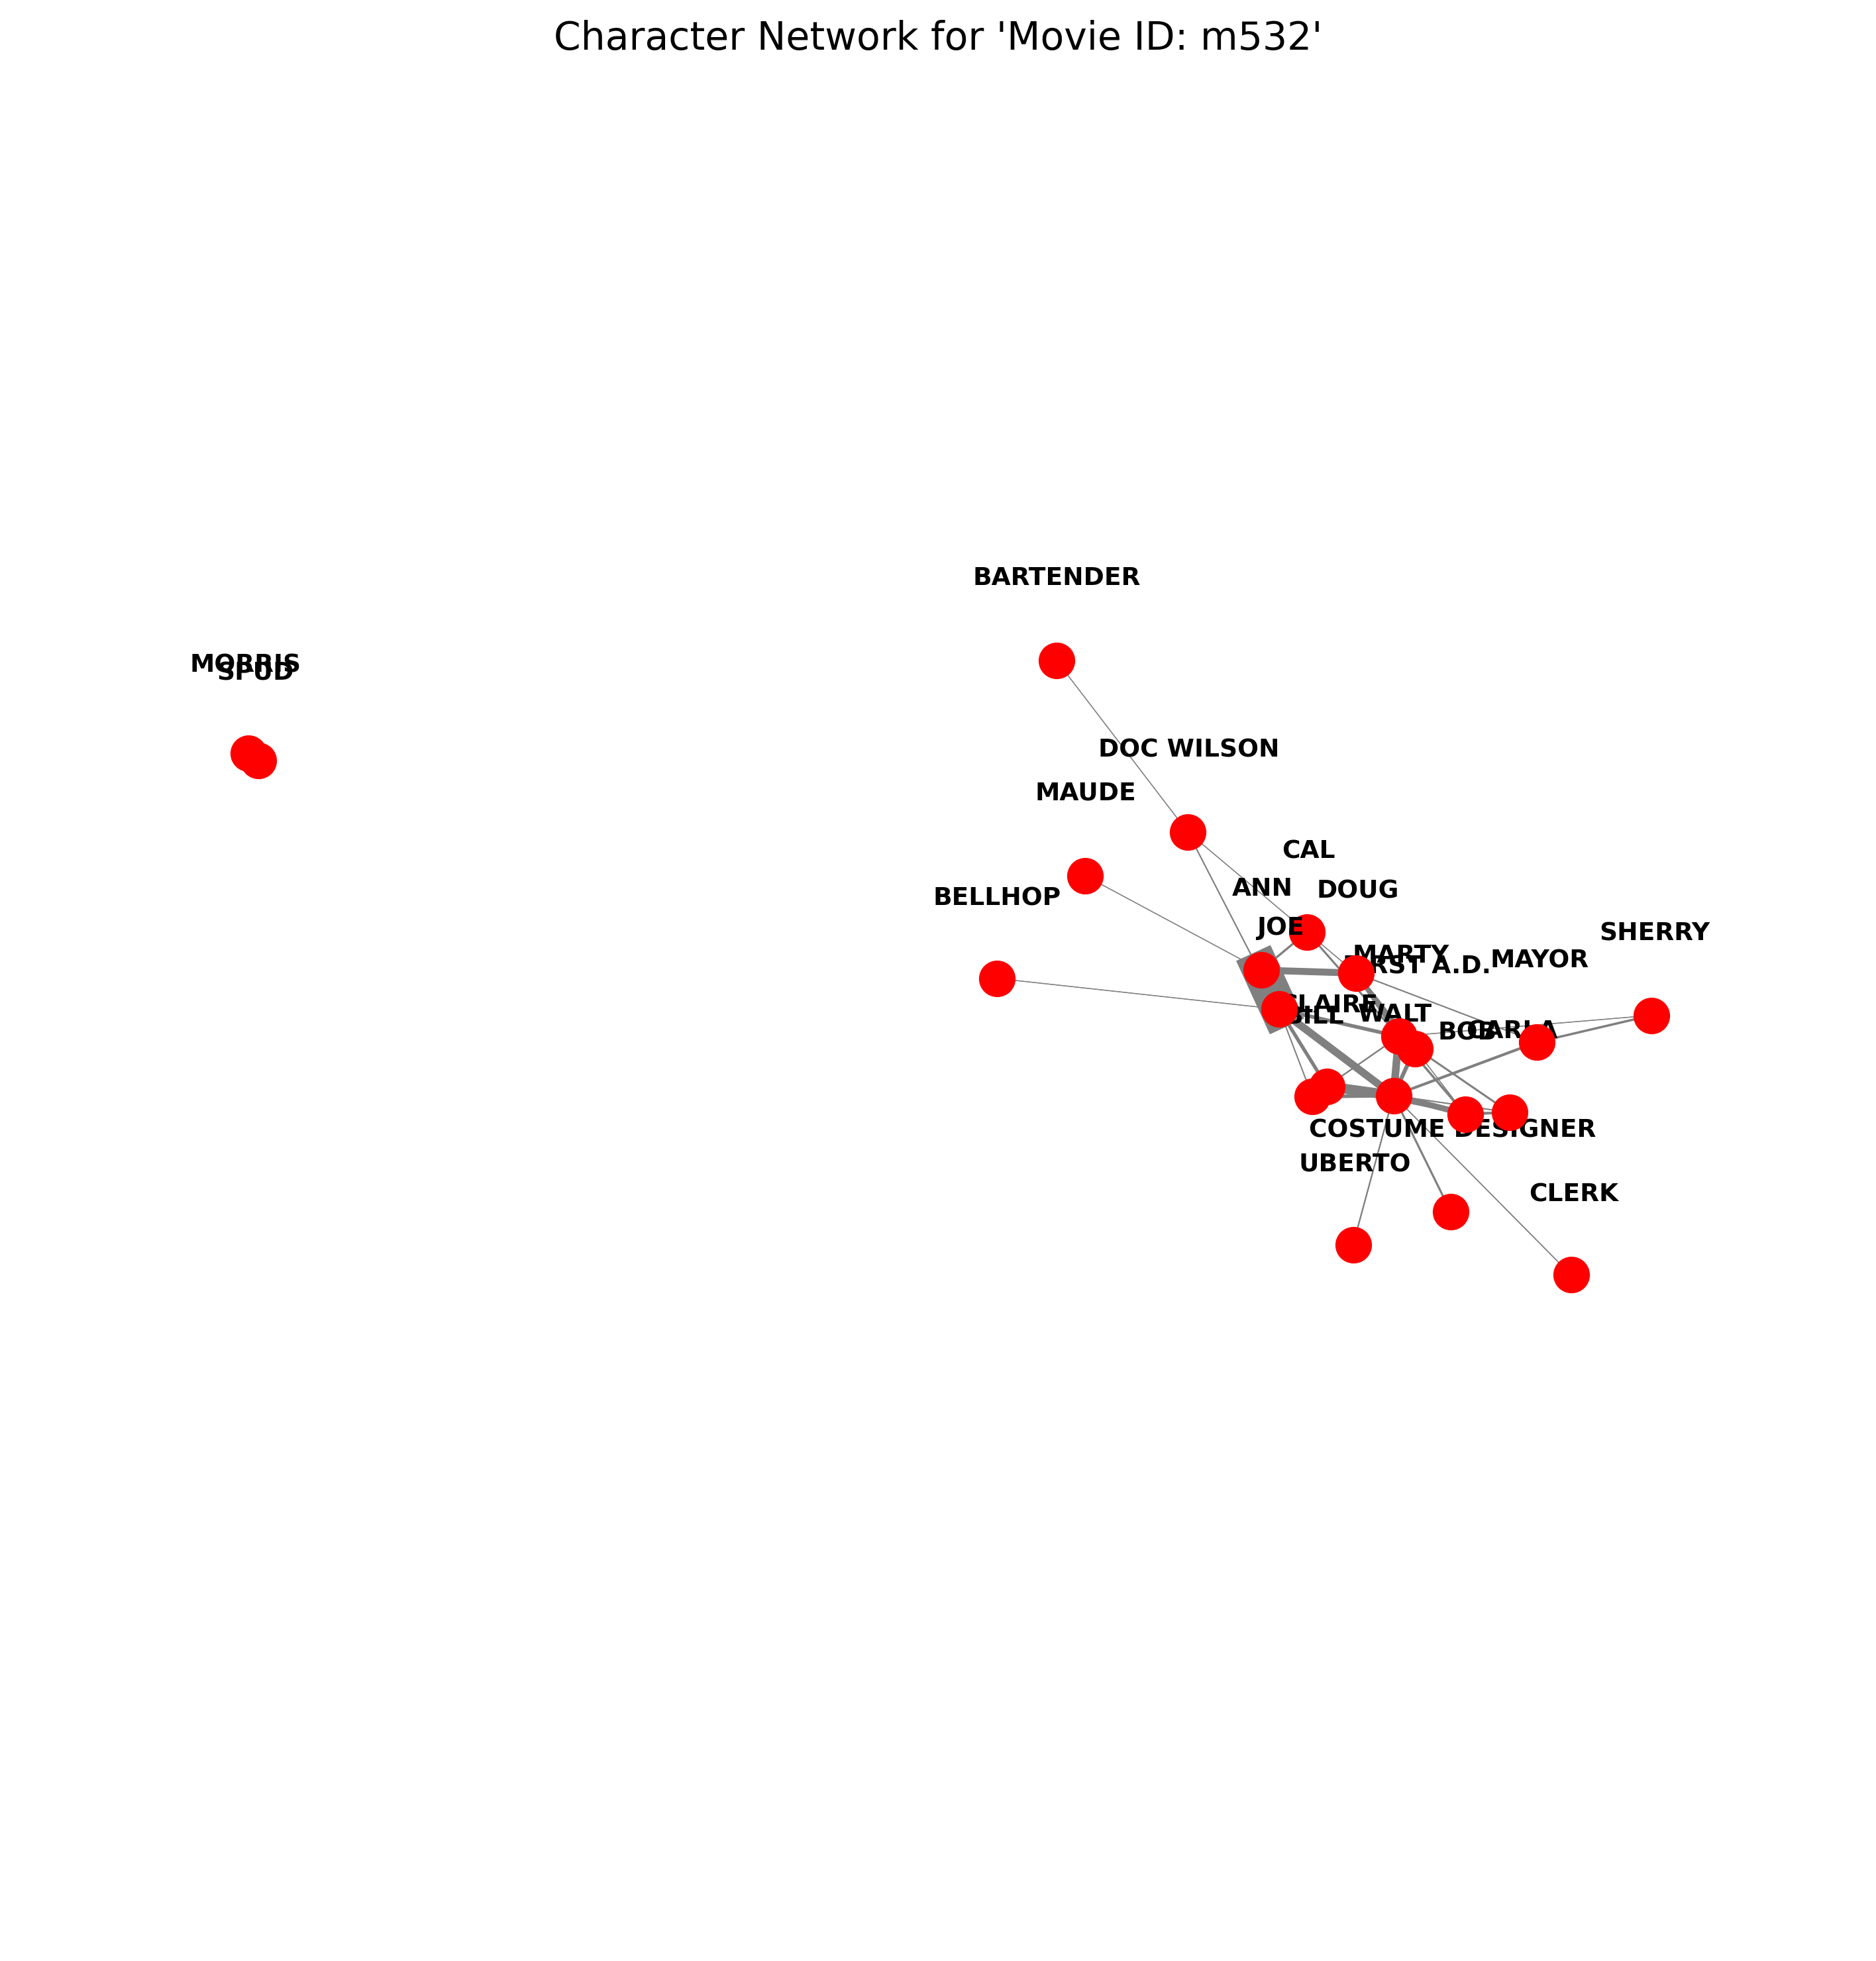 Character Network for 'Movie ID: m532'
BARTENDER
MORRIS
SPUD
DOC WILSON
MAUDE
CAL
ANN
DOUG
BELLHOP
JOE
SHERRY
MARTY
MAYOR
FIRST A.D.
CLAIRE
WALT
BILL
BOB
CARLA
COSTUME DESIGNER
UBERTO
CLERK